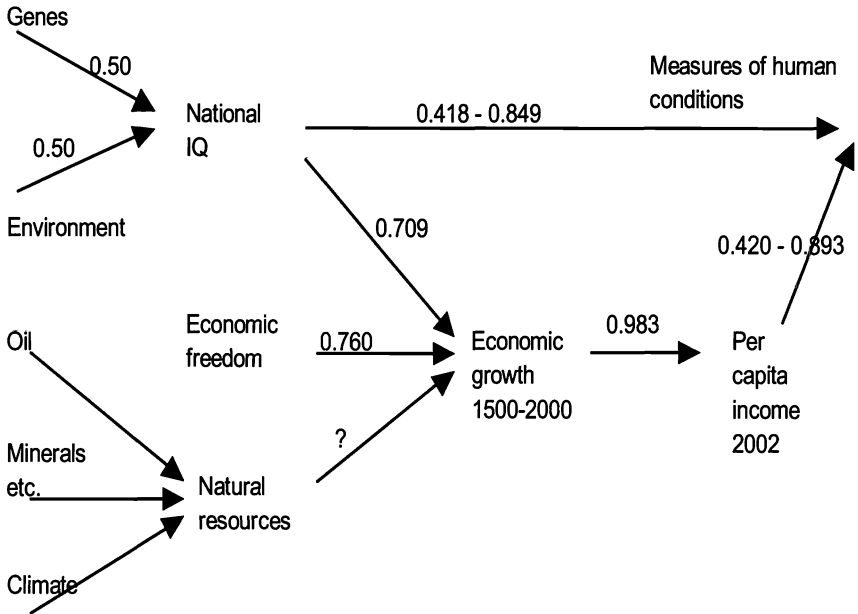 Genes
0.50
Measures of human
conditions
National
IQ
0.418 - 0.849
0.50
Environment
0.709
0.420 - 0.893
Economic
freedom
0.760
Oil
Economic
growth
1500-2000
0.983
Per
capita
income
2002
?
Minerals
etc.
Natural
resources
Climate